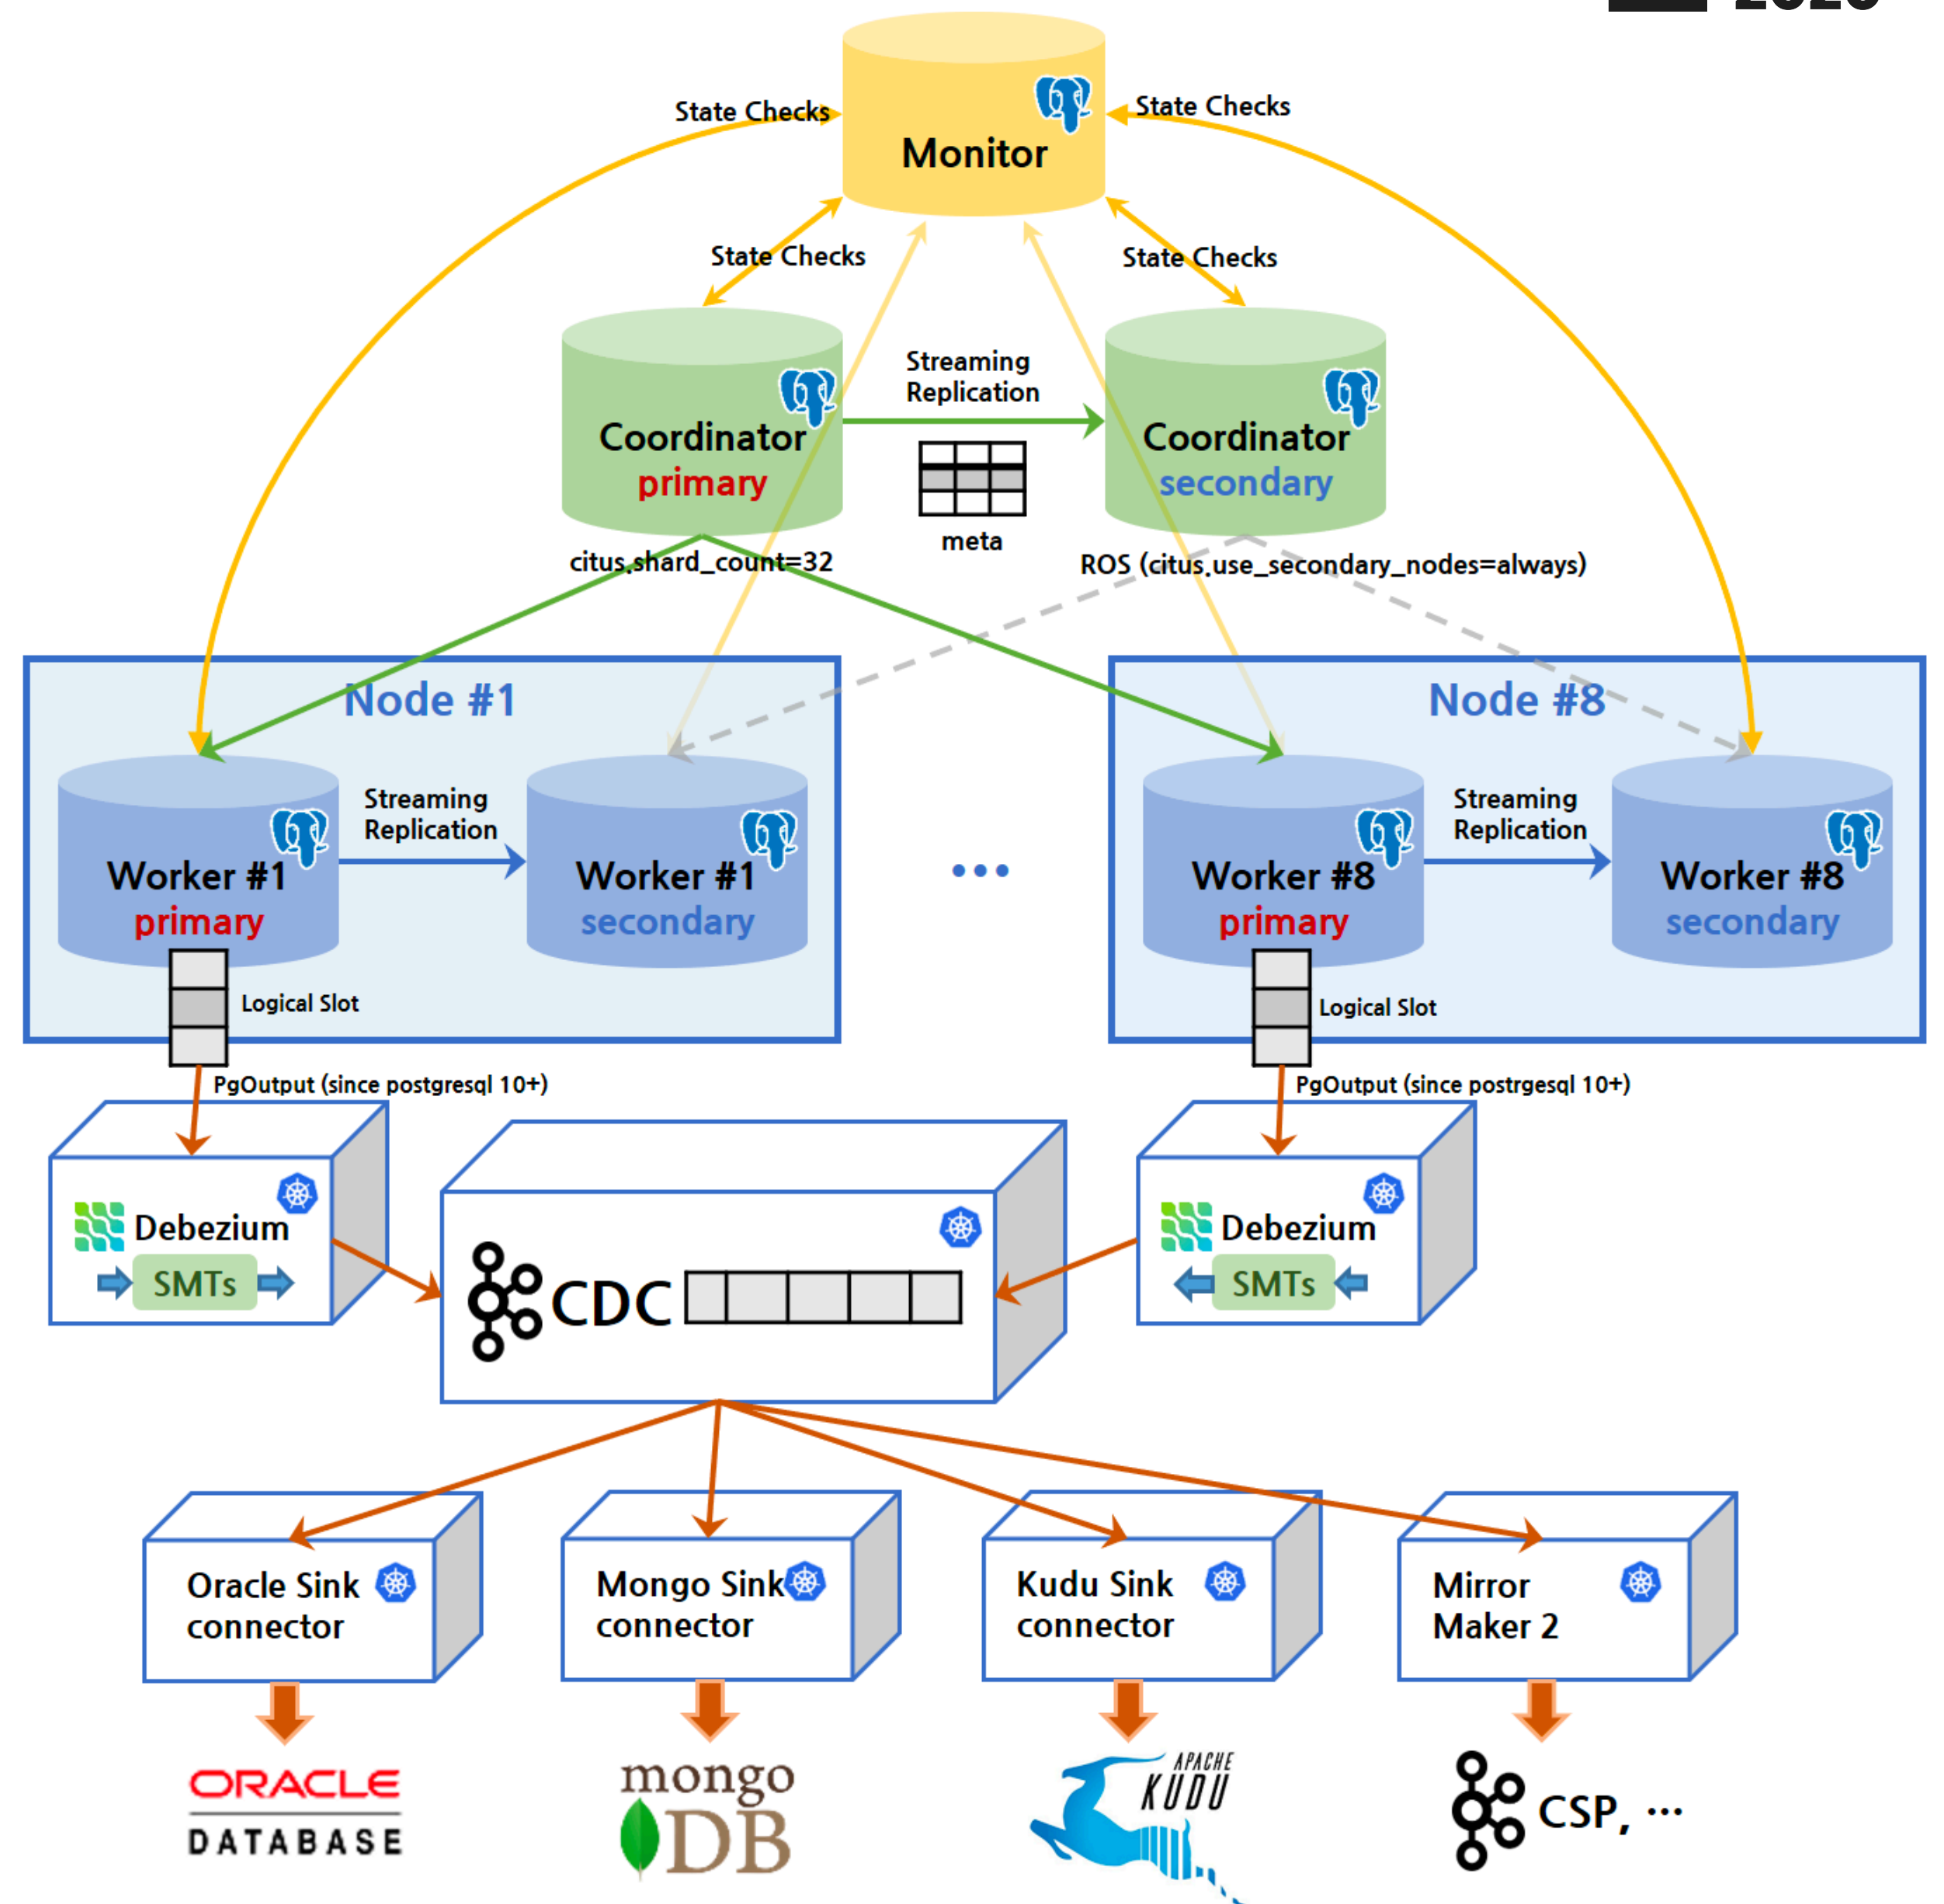 State Checks
State Checks
Monitor
State Checks
State Checks
Streaming
Replication
Coordinator
primary
Coordinator
secondary
meta
citus.shard_count=32
ROS (citus.use_secondary_nodes=always)
Node #1
Node #8
Streaming
Replication
Streaming
Replication
Worker #1
primary
Worker #1
secondary
...
Worker #8
primary
Worker #8
secondary
Logical Slot
Logical Slot
PgOutput (since postgresql 10+)
PgOutput (since postrgesql 10+)
Debezium
SMTs
CDC
Debezium
SMTs
Oracle Sink
connector
Mongo Sink
connector
Kudu Sink
connector
Mirror
Maker 2
ORACLE
DATABASE
mongo
DB
APACHE
KUDU
CSP, ...